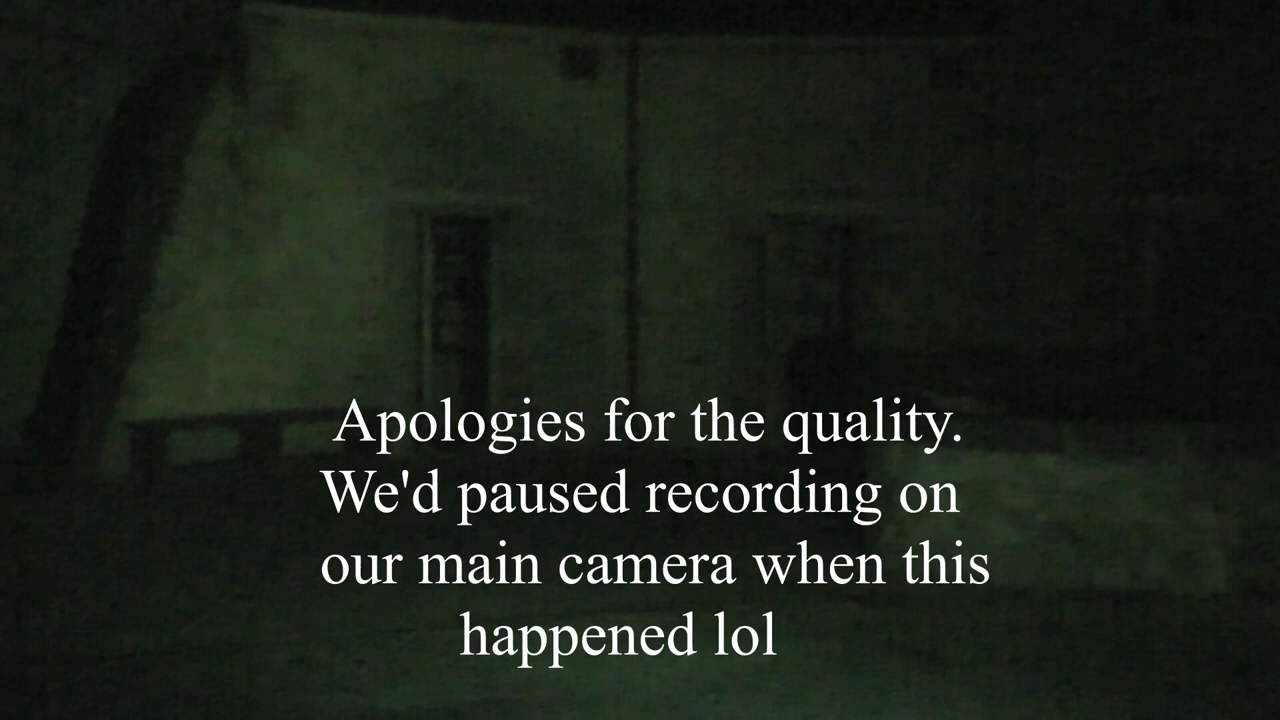 Apologies for the quality.
We'd paused recording on
our main camera when this
happened lol